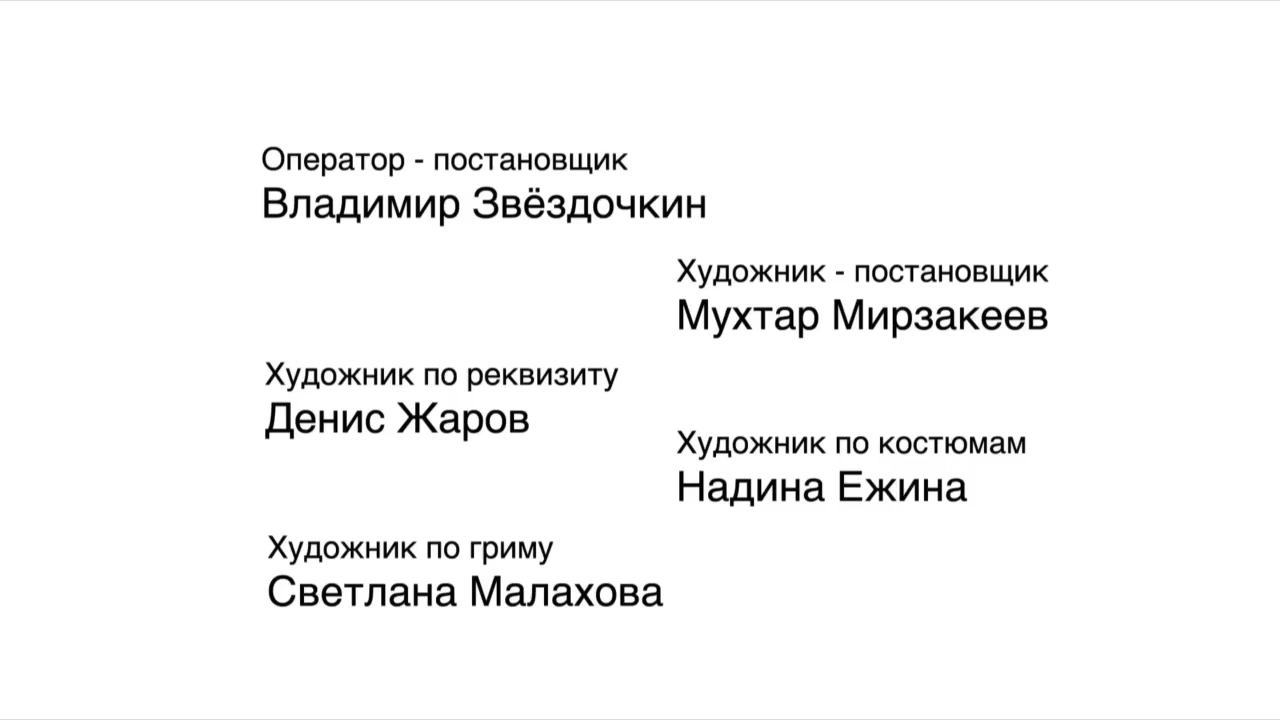 Оператор - постановщик
Владимир Звёздочкин
Художник - постановщик
Мухтар Мирзакеев
Художник по реквизиту
Денис Жаров
Художник по костюмам
Надина Ежина
Художник по гриму
Светлана Малахова